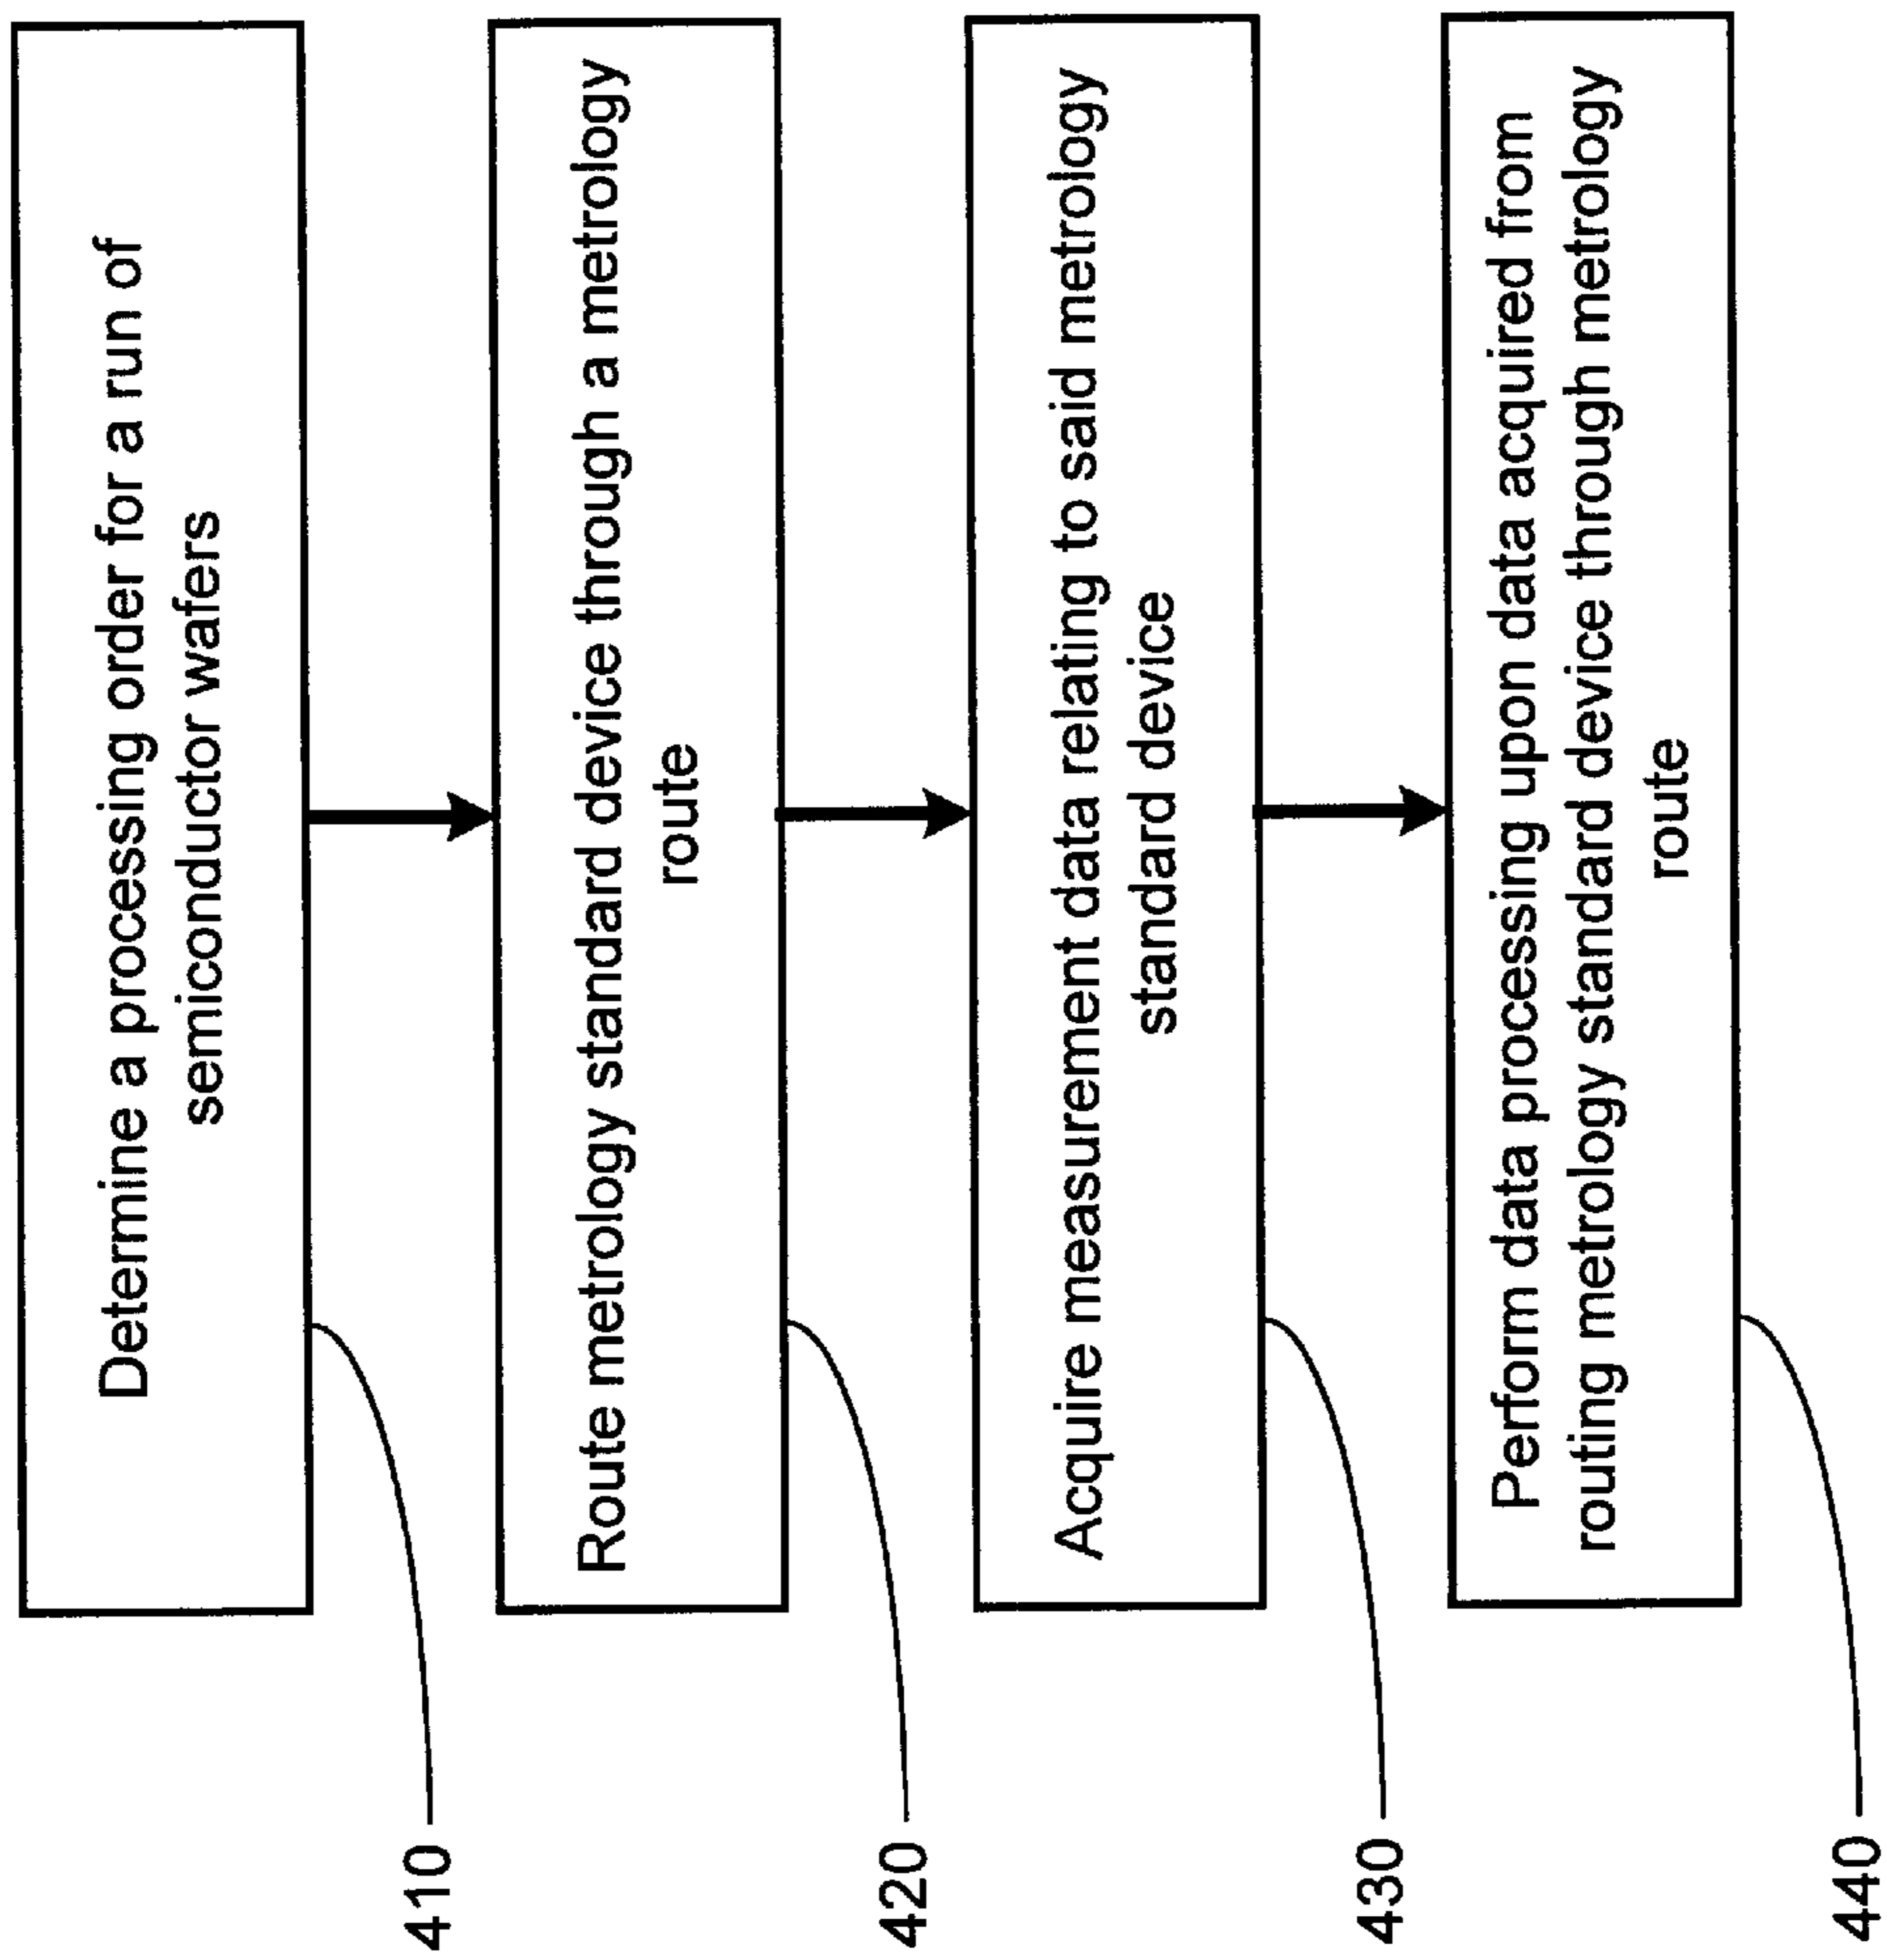 Determine a processing order for a run of
semiconductor wafers
410
Route metrology standard device through a metrology
route
420
Acquire measurement data relating to said metrology
standard device
430
Perform data processing upon data acquired from
routing metrology standard device through metrology
route
440